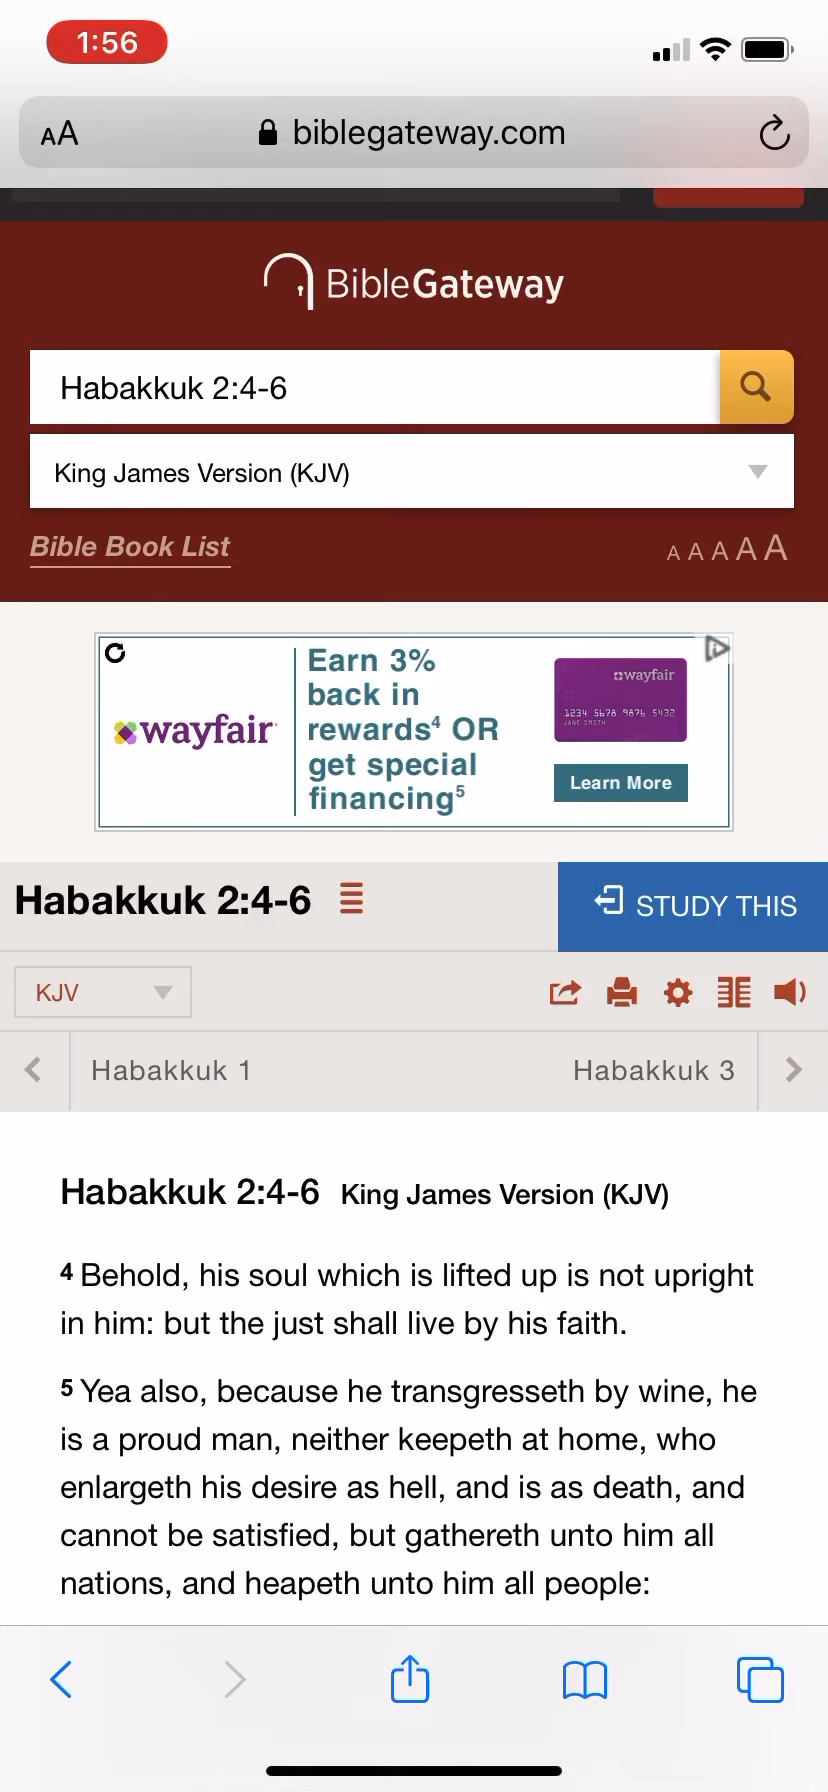 1:56
AA biblegateway.com
BibleGateway
Habakkuk 2:4-6
King James Version (KJV)
Bible Book List A A A A A
wayfair
Earn 3%
back in
rewards⁴ OR
get special
financing⁵
wayfair
1234 5678 9876 5432
JANE SMITH
Learn More
Habakkuk 2:4-6
STUDY THIS
KJV
Habakkuk 1 Habakkuk 3
Habakkuk 2:4-6 King James Version (KJV)
4 Behold, his soul which is lifted up is not upright
in him: but the just shall live by his faith.
5 Yea also, because he transgresseth by wine, he
is a proud man, neither keepeth at home, who
enlargeth his desire as hell, and is as death, and
cannot be satisfied, but gathereth unto him all
nations, and heapeth unto him all people: